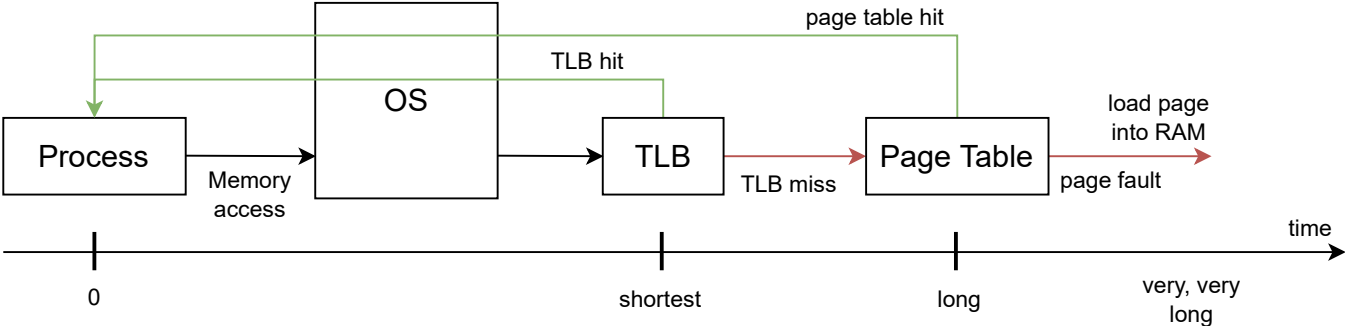 page table hit
TLB hit
OS
load page
into RAM
Process
TLB
Page Table
Memory
access
TLB miss
page fault
time
0
shortest
long
very, very
long